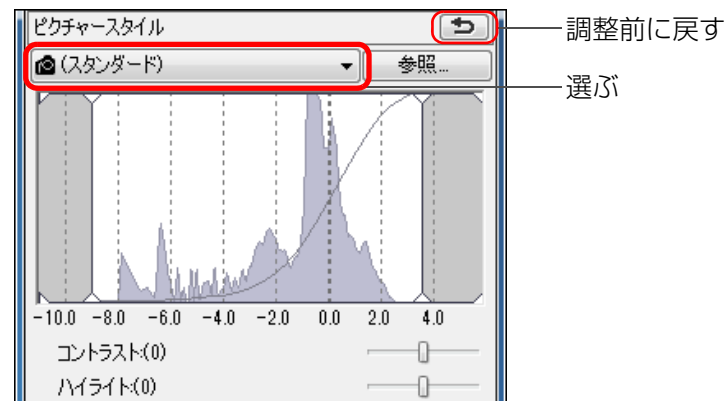 ピクチャースタイル
調整前に戻す
(スタンダード)
参照...
選ぶ
-10.0 -8.0 -6.0 -4.0 -2.0 0.0 2.0 4.0
コントラスト:(0)
ハイライト:(0)